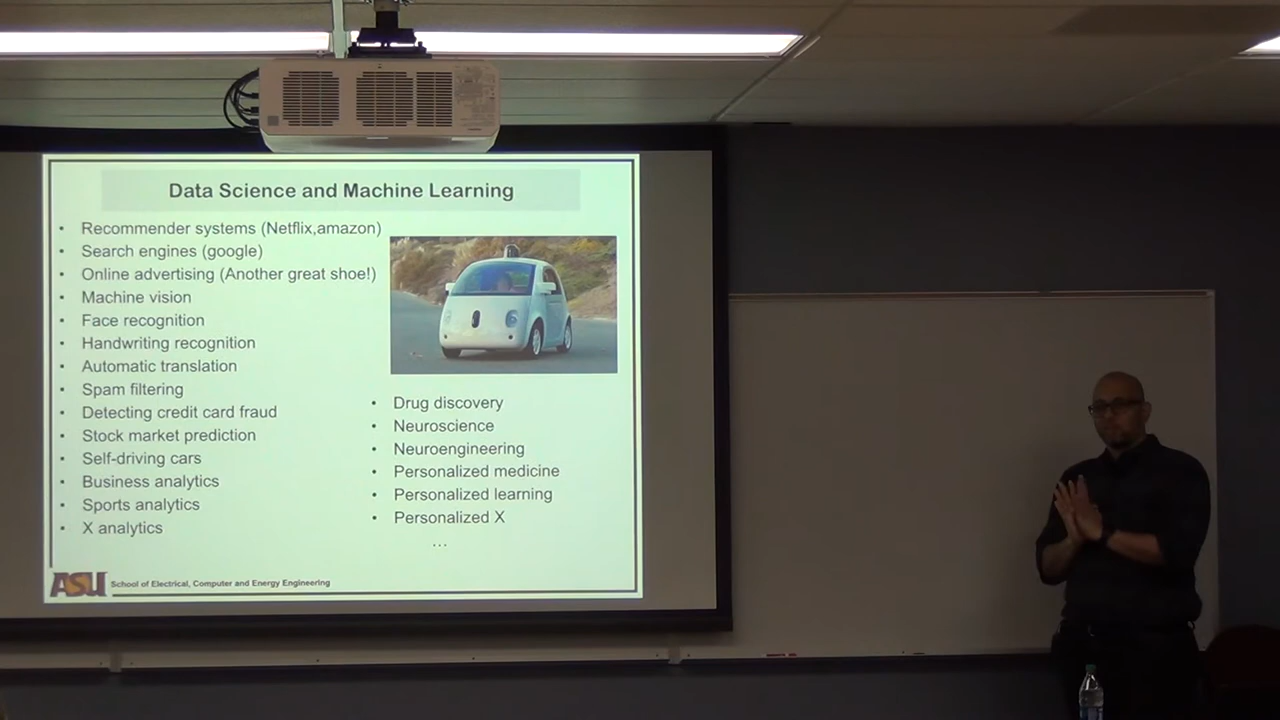 Data Science and Machine Learning
• Recommender systems (Netflix,amazon)
• Search engines (google)
• Online advertising (Another great shoe!)
• Machine vision
• Face recognition
• Handwriting recognition
• Automatic translation
• Spam filtering
• Detecting credit card fraud
• Stock market prediction
• Self-driving cars
• Business analytics
• Sports analytics
• X analytics
• Drug discovery
• Neuroscience
• Neuroengineering
• Personalized medicine
• Personalized learning
• Personalized X
...
ASU School of Electrical, Computer and Energy Engineering